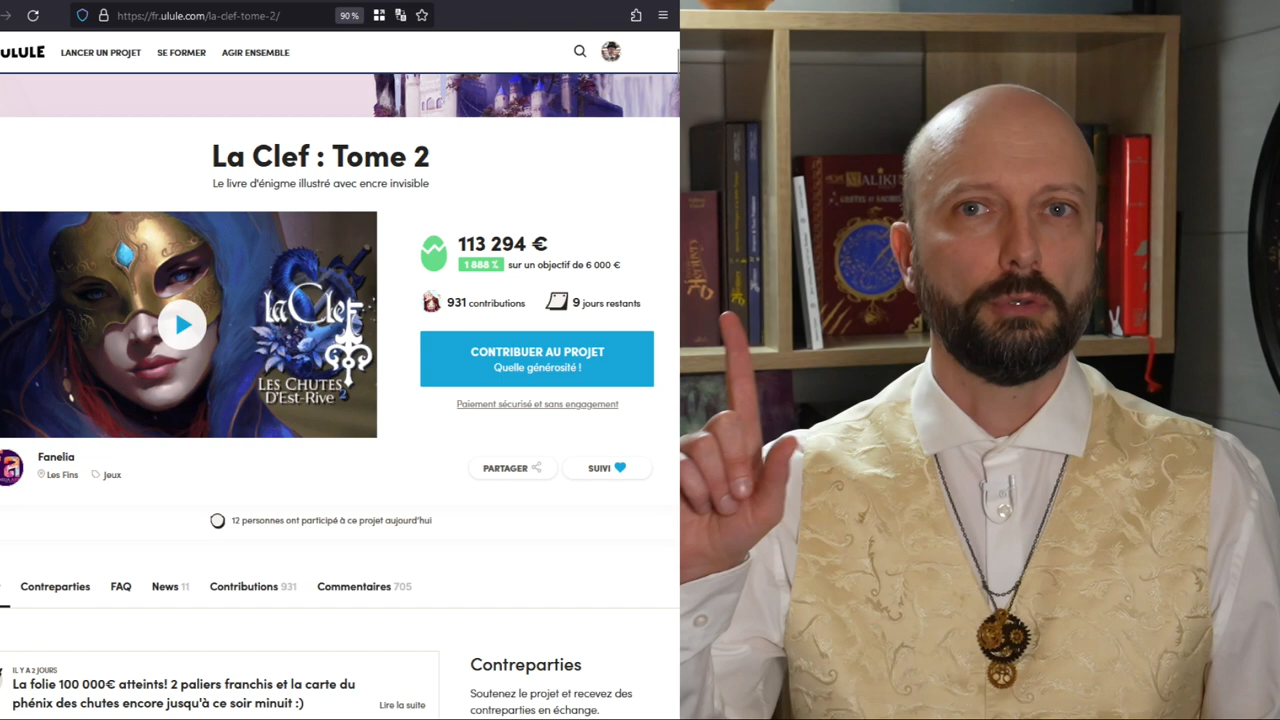 https://fr.ulule.com/la-clef-tome-2/
90 %
ULULE
LANCER UN PROJET
SE FORMER
AGIR ENSEMBLE
La Clef : Tome 2
Le livre d'énigme illustré avec encre invisible
113 294 €
1 888 % sur un objectif de 6 000 €
931 contributions
9 jours restants
CONTRIBUER AU PROJET
Quelle générosité !
Paiement sécurisé et sans engagement
La Clef
LES CHUTES
D'EST-RIVE 2
Fanelia
Les Fins
Jeux
PARTAGER
SUIVI
12 personnes ont participé à ce projet aujourd'hui
Contreparties
FAQ
News 11
Contributions 931
Commentaires 705
IL Y A 2 JOURS
La folie 100 000€ atteints! 2 paliers franchis et la carte du
phénix des chutes encore jusqu'à ce soir minuit :)
Lire la suite
Contreparties
Soutenez le projet et recevez des
contreparties en échange.
MALIKI